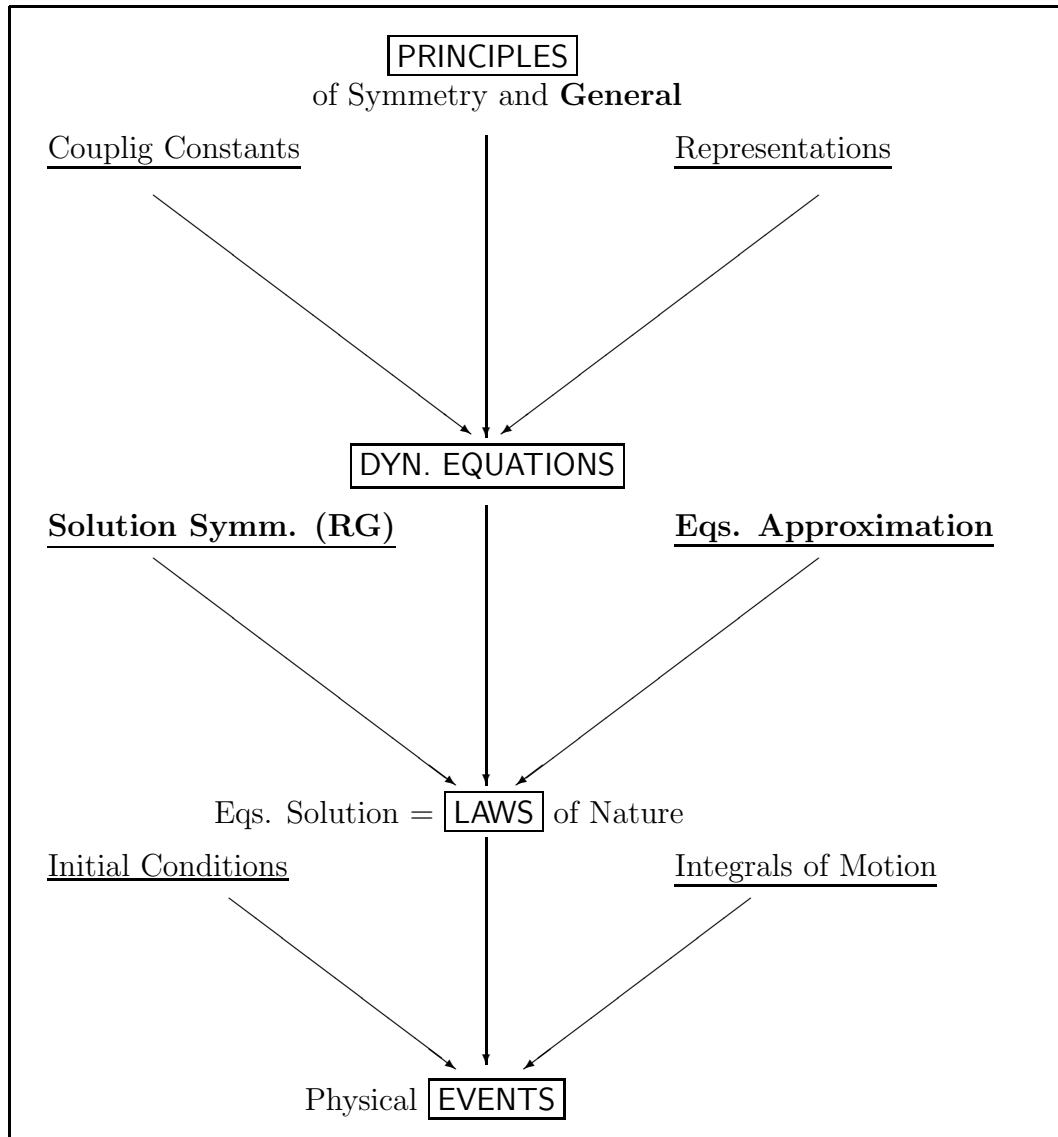 PRINCIPLES
of Symmetry and General
Couplig Constants
Representations
DYN. EQUATIONS
Solution Symm. (RG)
Eqs. Approximation
Eqs. Solution = LAWS of Nature
Initial Conditions
Integrals of Motion
Physical EVENTS